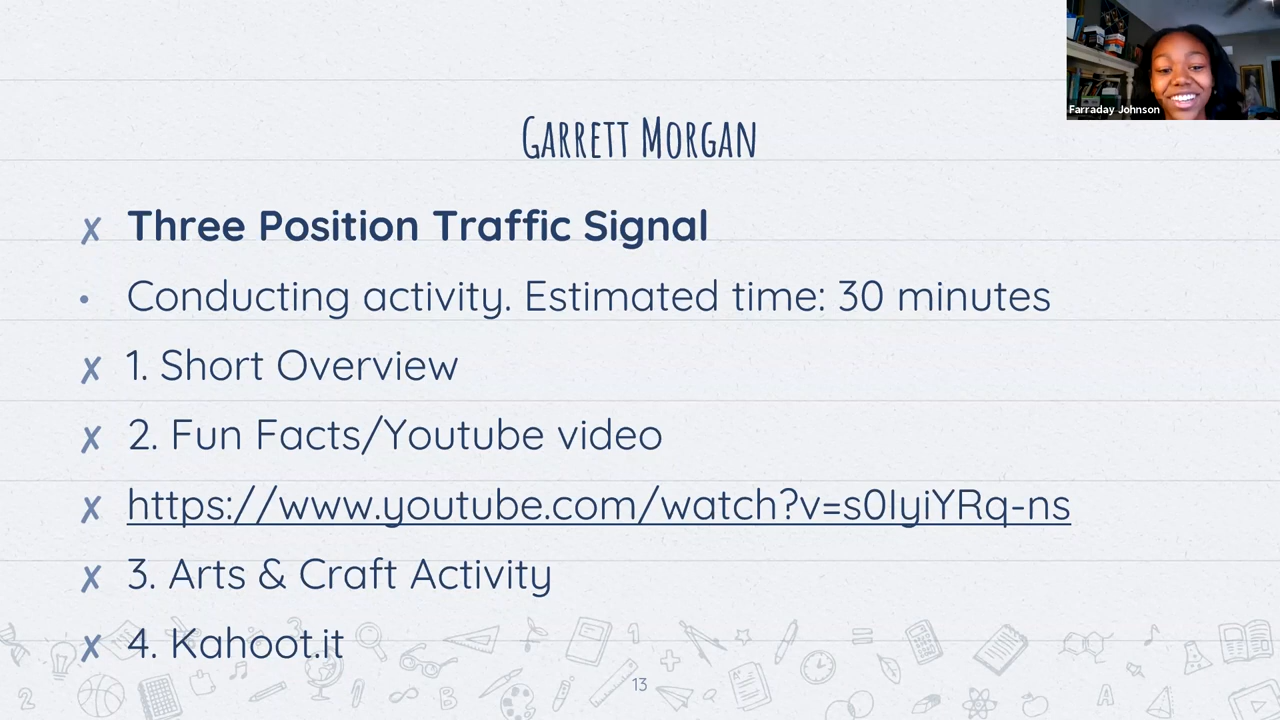 Farraday Johnson
Garrett Morgan
✗ Three Position Traffic Signal
• Conducting activity. Estimated time: 30 minutes
✗ 1. Short Overview
✗ 2. Fun Facts/Youtube video
✗ https://www.youtube.com/watch?v=s0IyiYRq-ns
✗ 3. Arts & Craft Activity
✗ 4. Kahoot.it
13